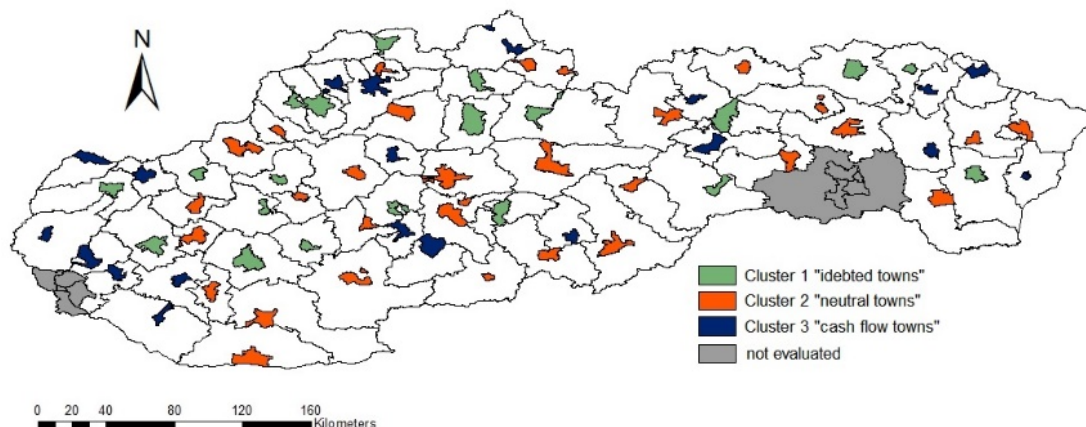 N
Cluster 1 "idebted towns"
Cluster 2 "neutral towns"
Cluster 3 "cash flow towns"
not evaluated
0 20 40 80 120 160
Kilometers